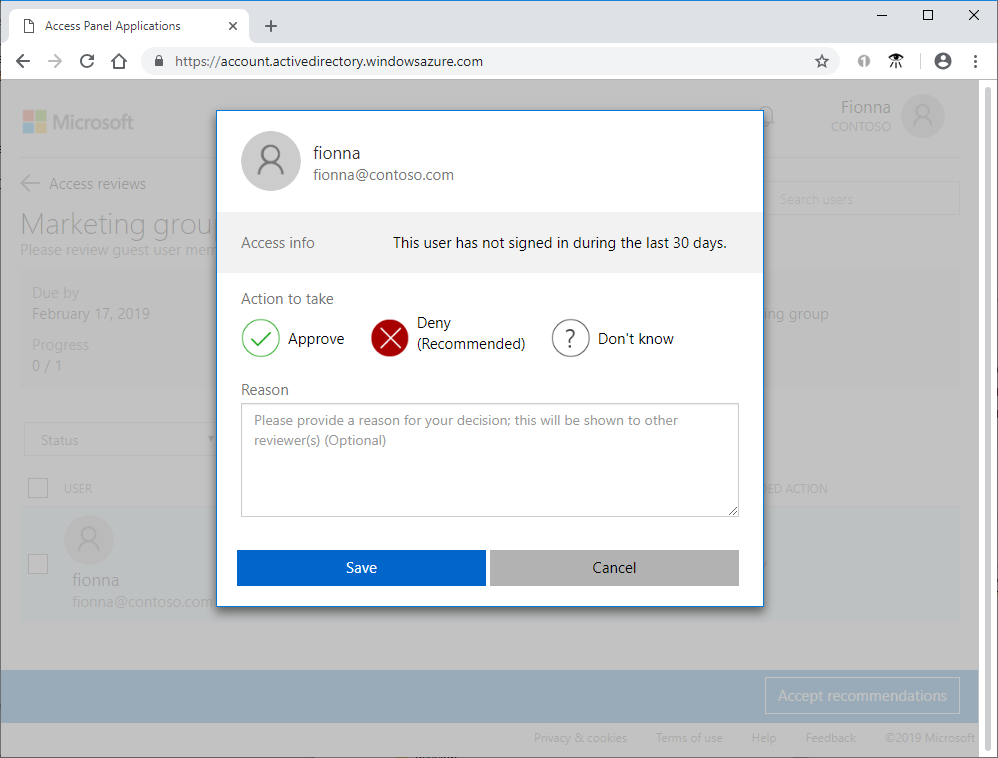 Access Panel Applications
https://account.activedirectory.windowsazure.com
Microsoft
Fionna
CONTOSO
Access reviews
Search users
Marketing grou
Please review guest user mem
Due by
February 17, 2019
ing group
Progress
0 / 1
Status
USER
DED ACTION
fionna
fionna@contoso.com
fionna
fionna@contoso.com
Access info
This user has not signed in during the last 30 days.
Action to take
Approve
Deny
(Recommended)
?
Don't know
Reason
Please provide a reason for your decision; this will be shown to other
reviewer(s) (Optional)
Save
Cancel
Accept recommendations
Privacy & cookies
Terms of use
Help
Feedback
©2019 Microsoft